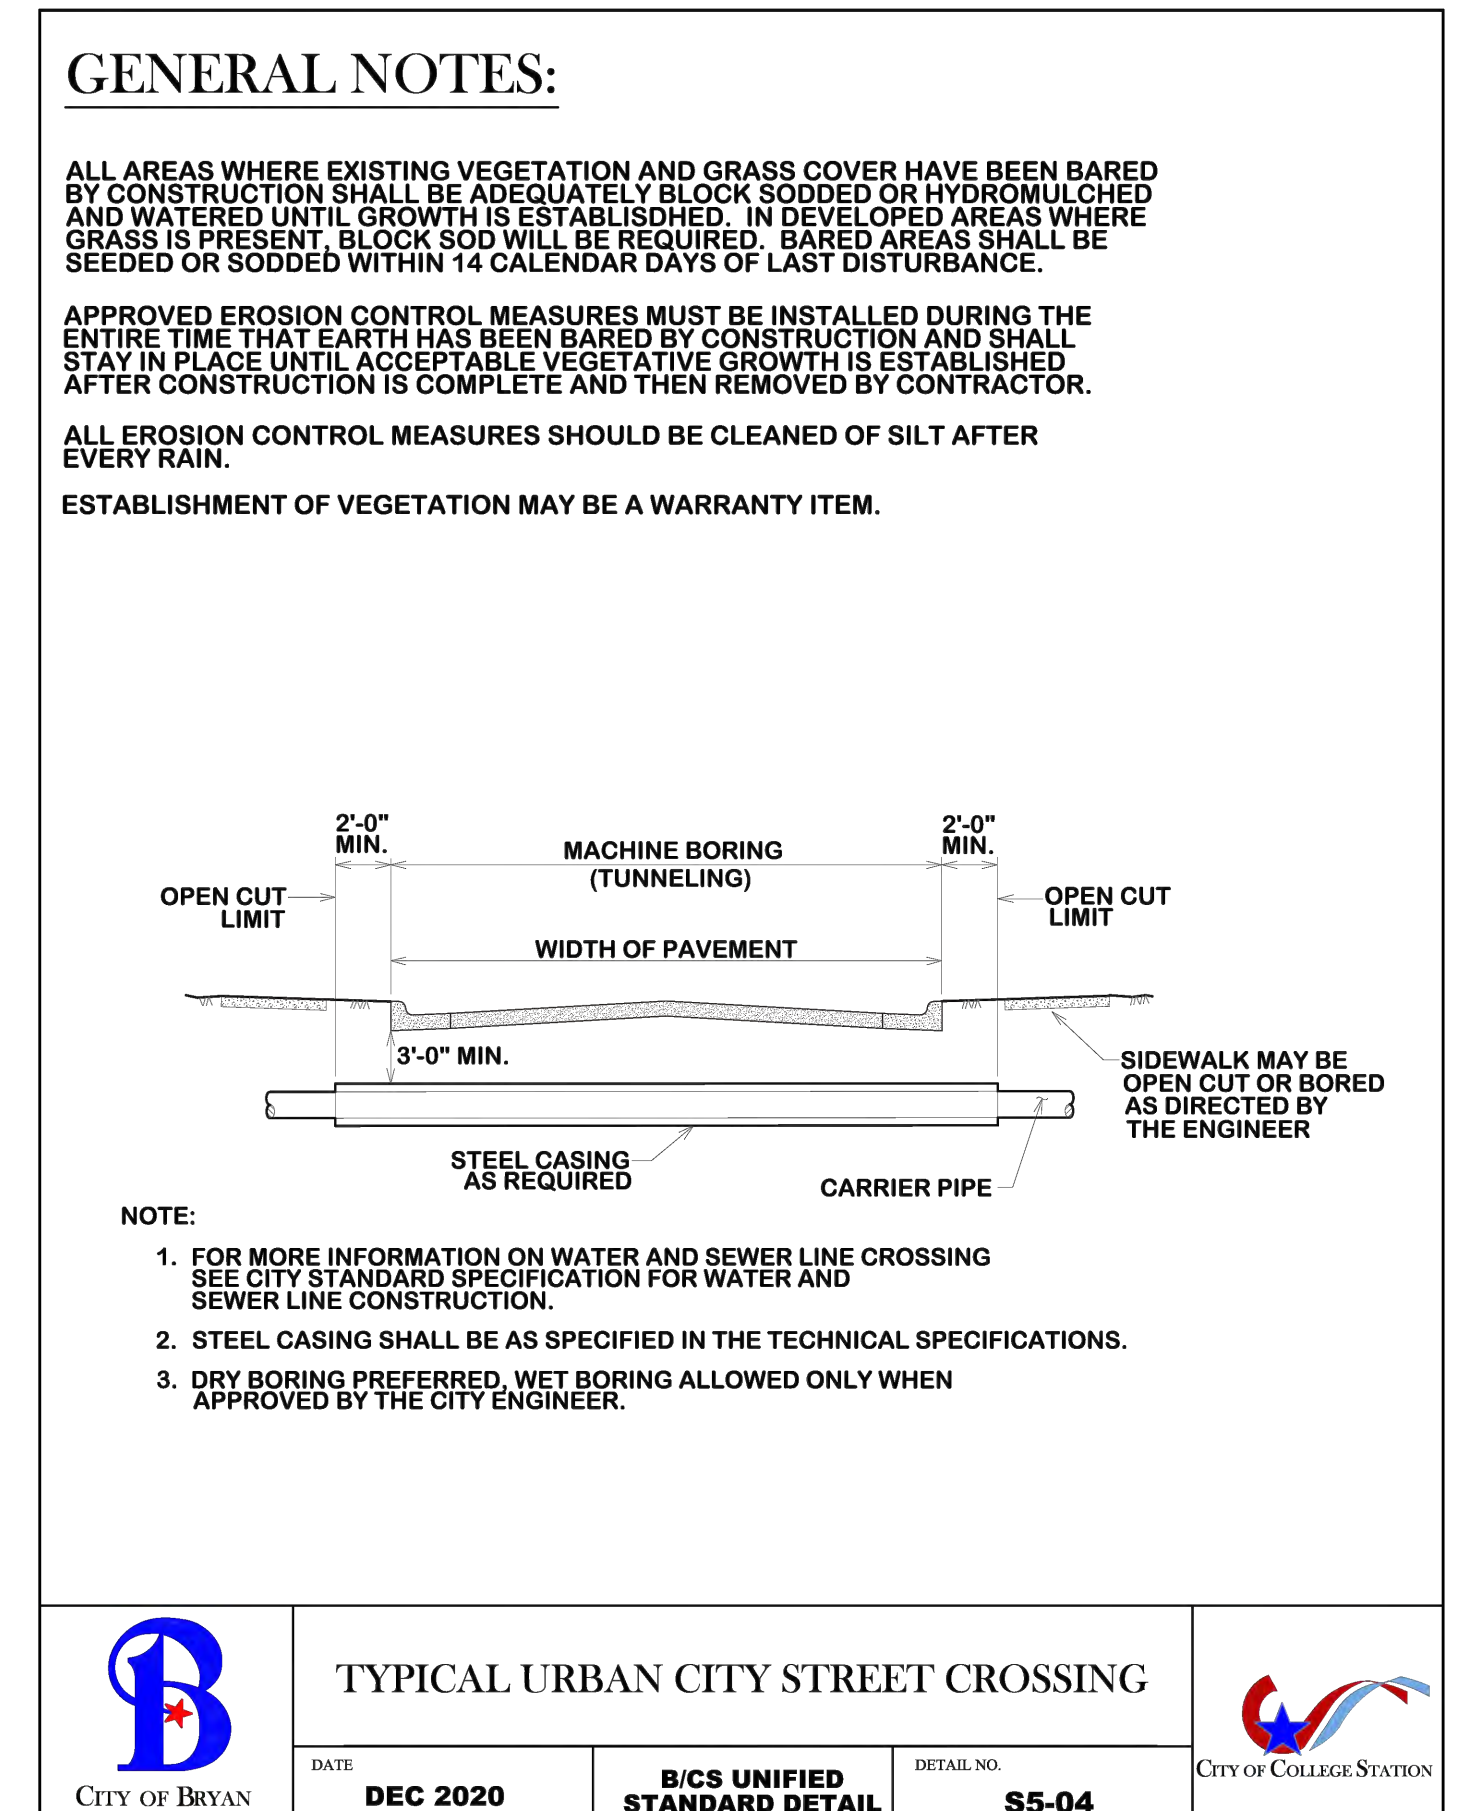 GENERAL NOTES:
ALL AREAS WHERE EXISTING VEGETATION AND GRASS COVER HAVE BEEN BARED
BY CONSTRUCTION SHALL BE ADEQUATELY BLOCK SODDED OR HYDROMULCHED
AND WATERED UNTIL GROWTH IS ESTABLISDHED. IN DEVELOPED AREAS WHERE
GRASS IS PRESENT, BLOCK SOD WILL BE REQUIRED. BARED AREAS SHALL BE
SEEDED OR SODDED WITHIN 14 CALENDAR DAYS OF LAST DISTURBANCE.
APPROVED EROSION CONTROL MEASURES MUST BE INSTALLED DURING THE
ENTIRE TIME THAT EARTH HAS BEEN BARED BY CONSTRUCTION AND SHALL
STAY IN PLACE UNTIL ACCEPTABLE VEGETATIVE GROWTH IS ESTABLISHED
AFTER CONSTRUCTION IS COMPLETE AND THEN REMOVED BY CONTRACTOR.
ALL EROSION CONTROL MEASURES SHOULD BE CLEANED OF SILT AFTER
EVERY RAIN.
ESTABLISHMENT OF VEGETATION MAY BE A WARRANTY ITEM.
2'-0"
MIN.
MACHINE BORING
(TUNNELING)
2'-0"
MIN.
OPEN CUT
LIMIT
OPEN CUT
LIMIT
WIDTH OF PAVEMENT
3'-0" MIN.
SIDEWALK MAY BE
OPEN CUT OR BORED
AS DIRECTED BY
THE ENGINEER
STEEL CASING
AS REQUIRED
CARRIER PIPE
NOTE:
1. FOR MORE INFORMATION ON WATER AND SEWER LINE CROSSING
SEE CITY STANDARD SPECIFICATION FOR WATER AND
SEWER LINE CONSTRUCTION.
2. STEEL CASING SHALL BE AS SPECIFIED IN THE TECHNICAL SPECIFICATIONS.
3. DRY BORING PREFERRED, WET BORING ALLOWED ONLY WHEN
APPROVED BY THE CITY ENGINEER.
B
CITY OF BRYAN
TYPICAL URBAN CITY STREET CROSSING
DATE
DEC 2020
B/CS UNIFIED
STANDARD DETAIL
DETAIL NO.
S5-04
CITY OF COLLEGE STATION